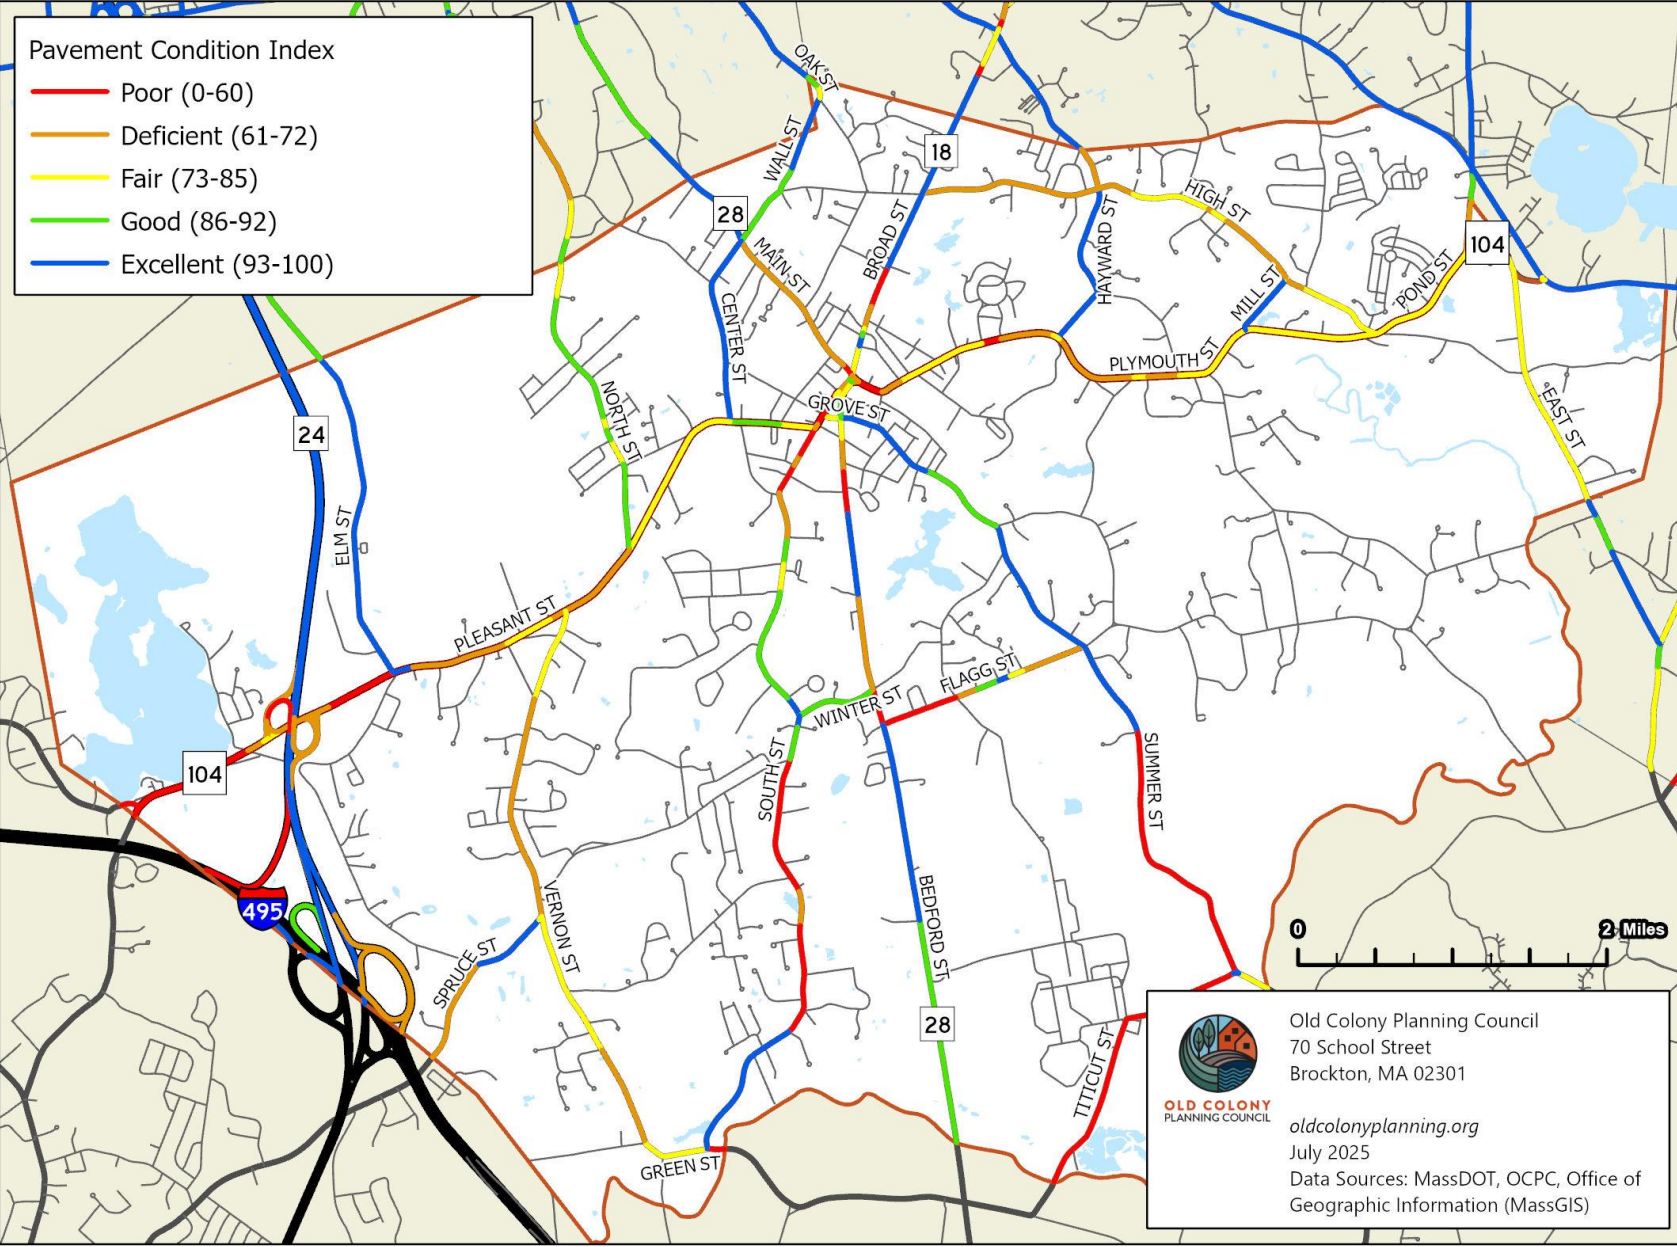 Pavement Condition Index
Poor (0-60)
Deficient (61-72)
Fair (73-85)
Good (86-92)
Excellent (93-100)
OAK ST
WALL ST
18
28
HIGH ST
MAIN ST
BROAD ST
HAYWARD ST
104
POND ST
MILL ST
CENTER ST
PLYMOUTH ST
GROVE ST
NORTH ST
EAST ST
24
ELM ST
PLEASANT ST
FLAGG ST
WINTER ST
104
SOUTH ST
SUMMER ST
495
VERNON ST
BEDFORD ST
SPRUCE ST
28
TITICUT ST
GREEN ST
0 2 Miles
OLD COLONY
PLANNING COUNCIL
Old Colony Planning Council
70 School Street
Brockton, MA 02301
oldcolonyplanning.org
July 2025
Data Sources: MassDOT, OCPC, Office of
Geographic Information (MassGIS)